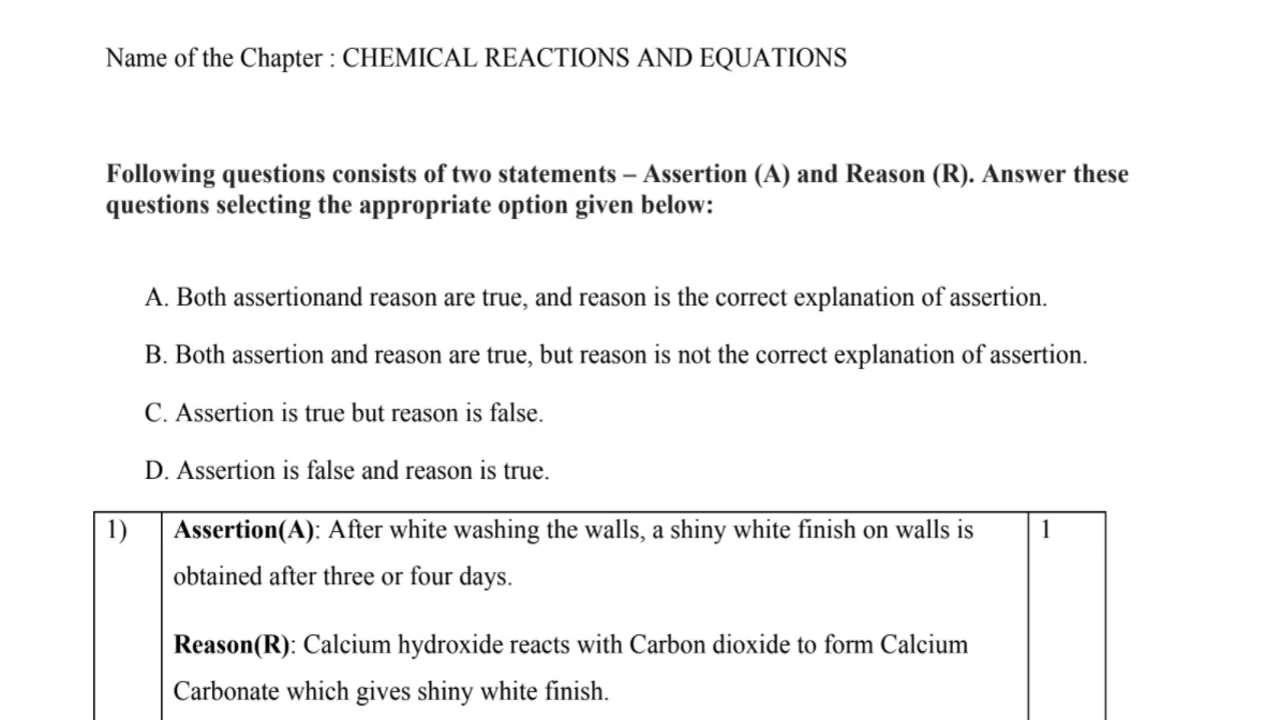 Name of the Chapter : CHEMICAL REACTIONS AND EQUATIONS
Following questions consists of two statements – Assertion (A) and Reason (R). Answer these
questions selecting the appropriate option given below:
A. Both assertionand reason are true, and reason is the correct explanation of assertion.
B. Both assertion and reason are true, but reason is not the correct explanation of assertion.
C. Assertion is true but reason is false.
D. Assertion is false and reason is true.
1) Assertion(A): After white washing the walls, a shiny white finish on walls is 1
obtained after three or four days.
Reason(R): Calcium hydroxide reacts with Carbon dioxide to form Calcium
Carbonate which gives shiny white finish.